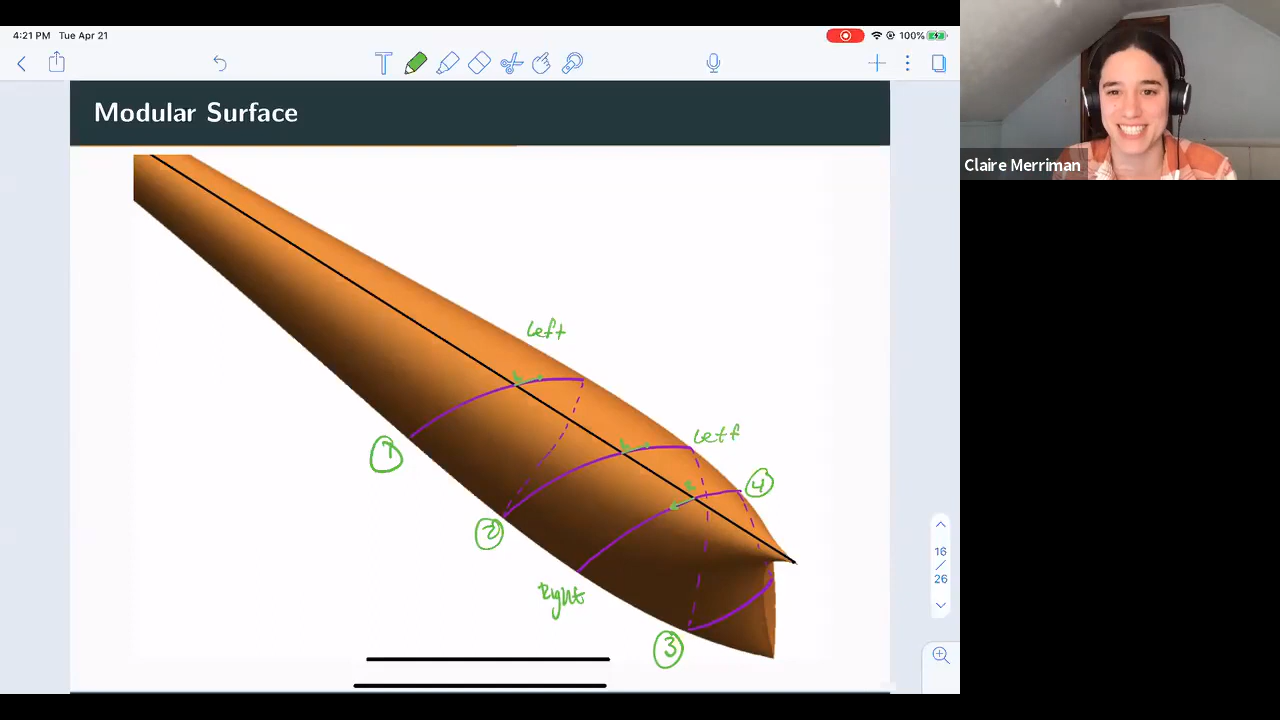 4:21 PM Tue Apr 21
100%
Modular Surface
Claire Merriman
Left
Left
1
4
2
16
/
26
Right
3